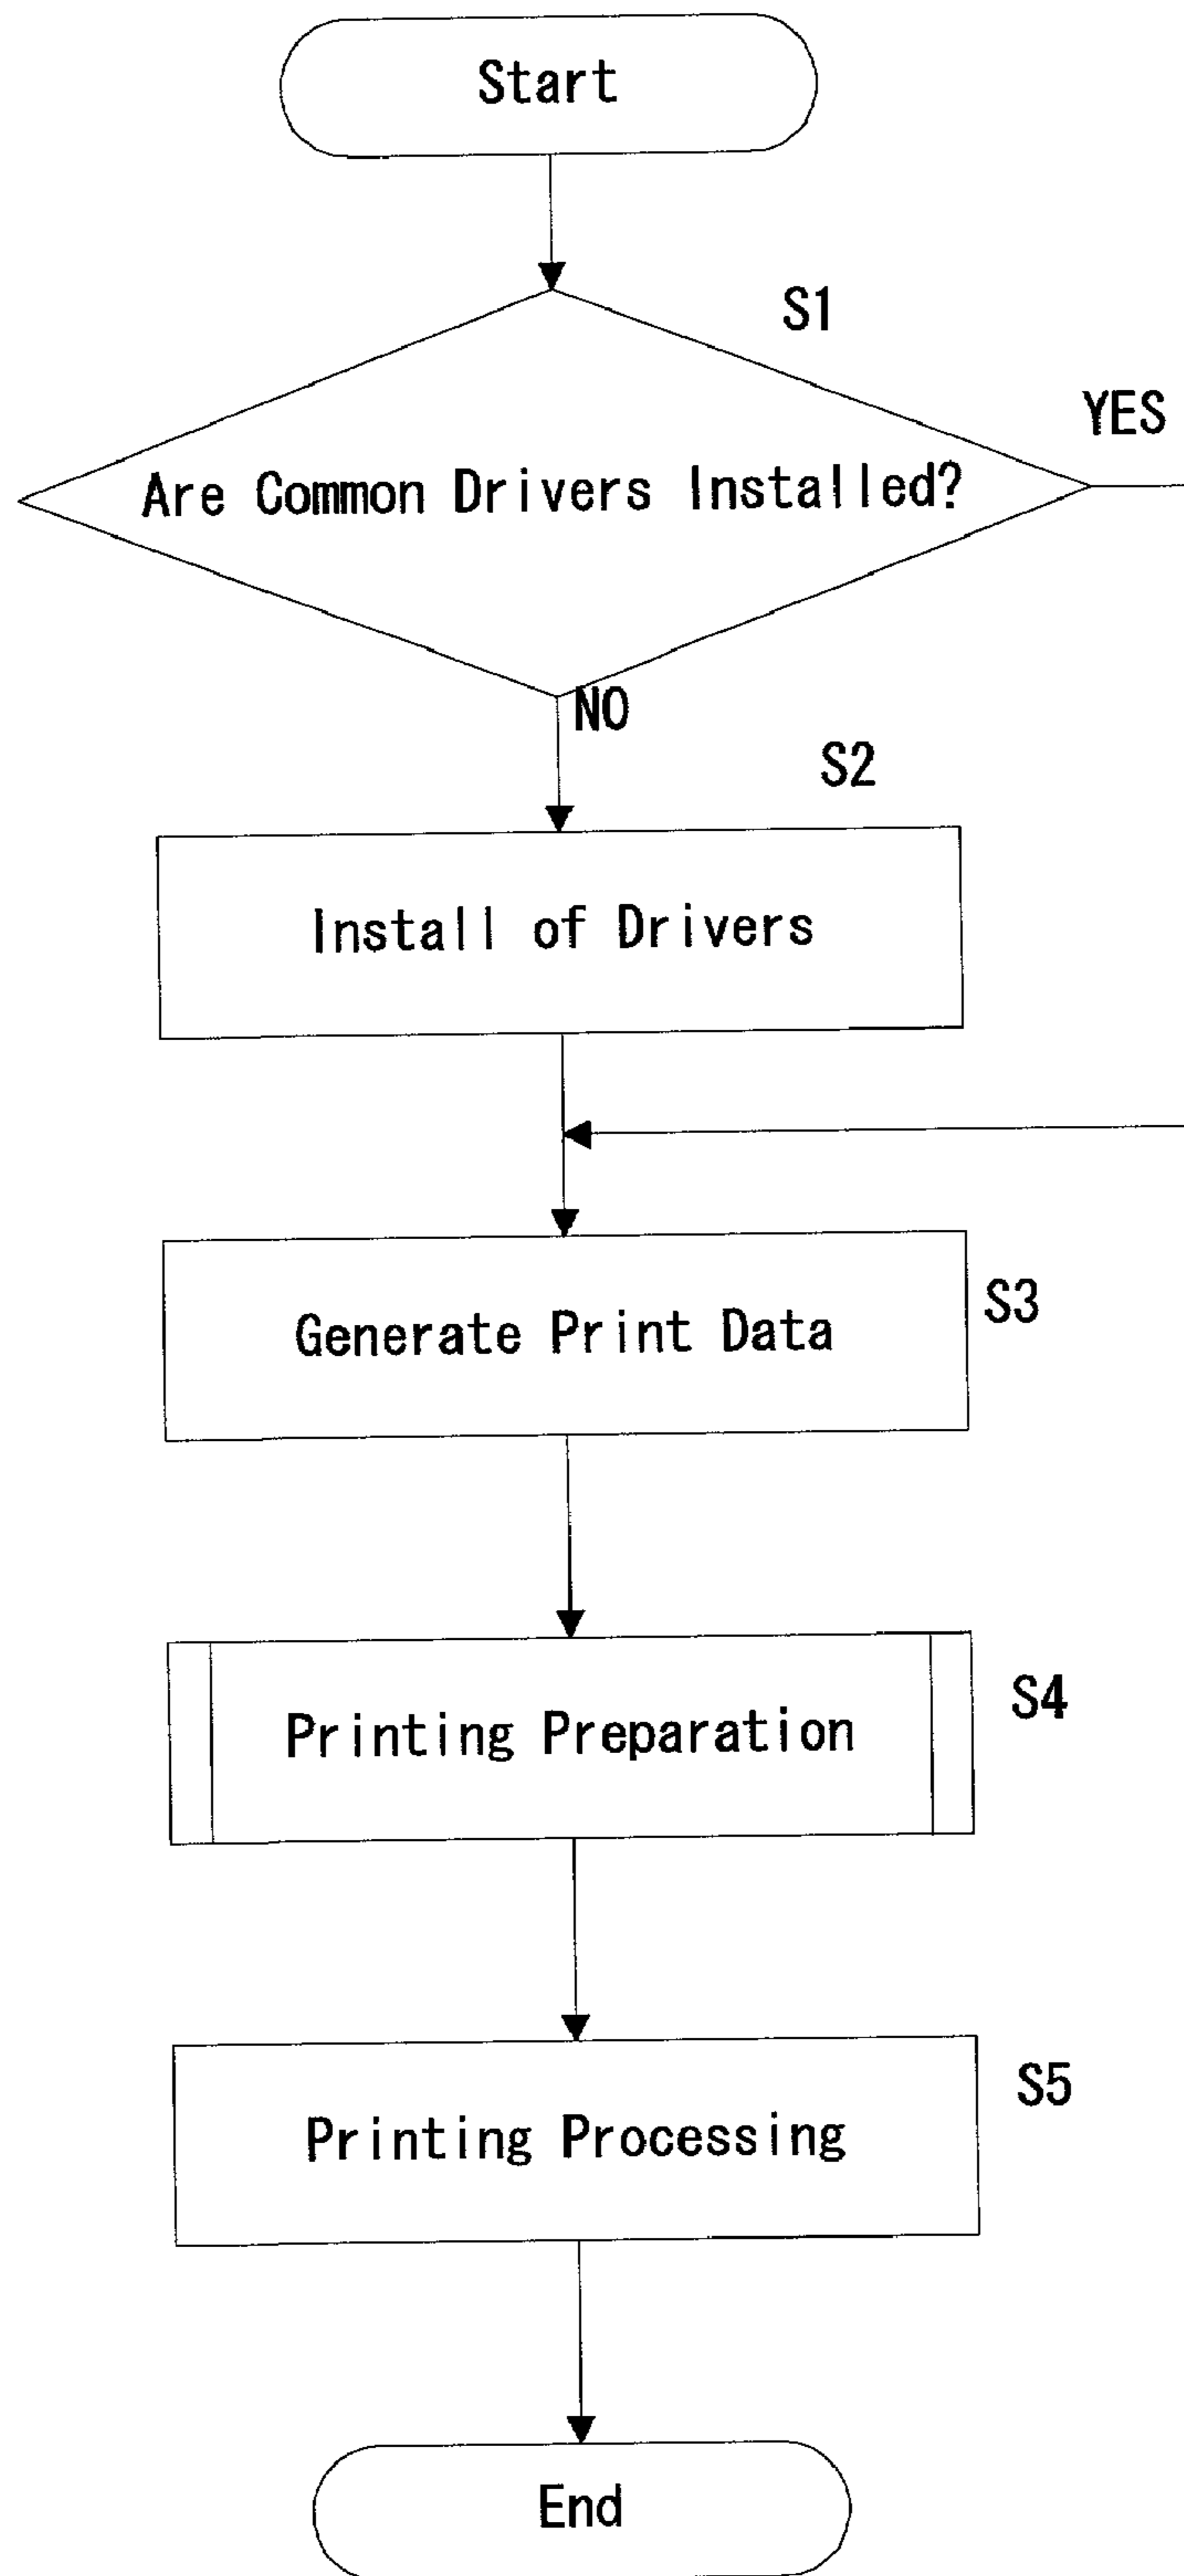 Start
S1
YES
Are Common Drivers Installed?
NO
S2
Install of Drivers
Generate Print Data
S3
Printing Preparation
S4
Printing Processing
S5
End